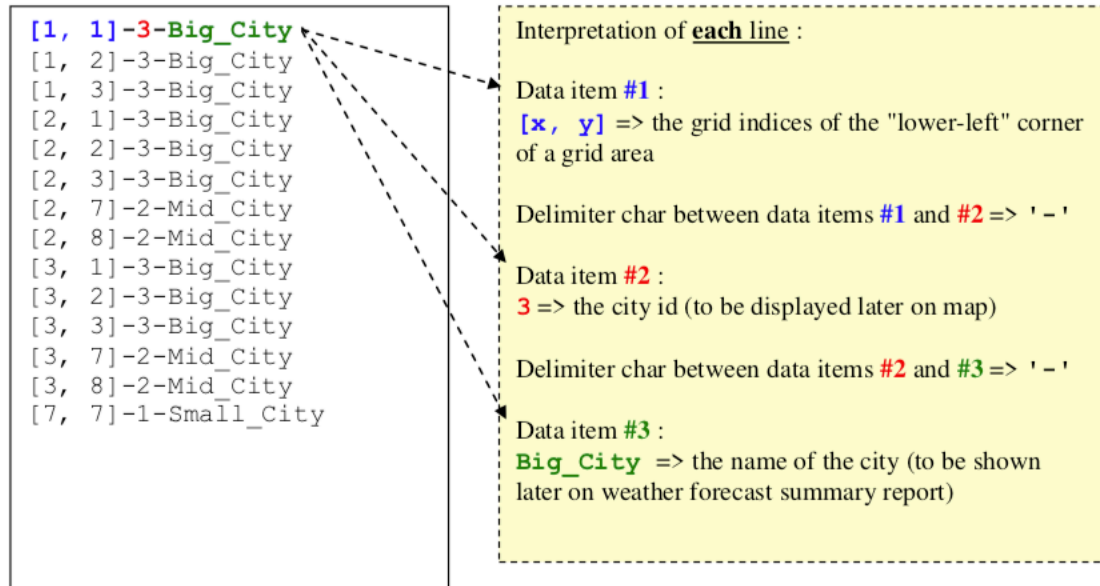 [1, 1]-3-Big_City
[1, 2]-3-Big_City
[1, 3]-3-Big_City
[2, 1]-3-Big_City
[2, 2]-3-Big_City
[2, 3]-3-Big_City
[2, 7]-2-Mid_City
[2, 8]-2-Mid_City
[3, 1]-3-Big_City
[3, 2]-3-Big_City
[3, 3]-3-Big_City
[3, 7]-2-Mid_City
[3, 8]-2-Mid_City
[7, 7]-1-Small_City
Interpretation of each line :
Data item #1 :
[x, y] => the grid indices of the "lower-left" corner
of a grid area
Delimiter char between data items #1 and #2 => '-'
Data item #2 :
3 => the city id (to be displayed later on map)
Delimiter char between data items #2 and #3 => '-'
Data item #3 :
Big_City => the name of the city (to be shown
later on weather forecast summary report)